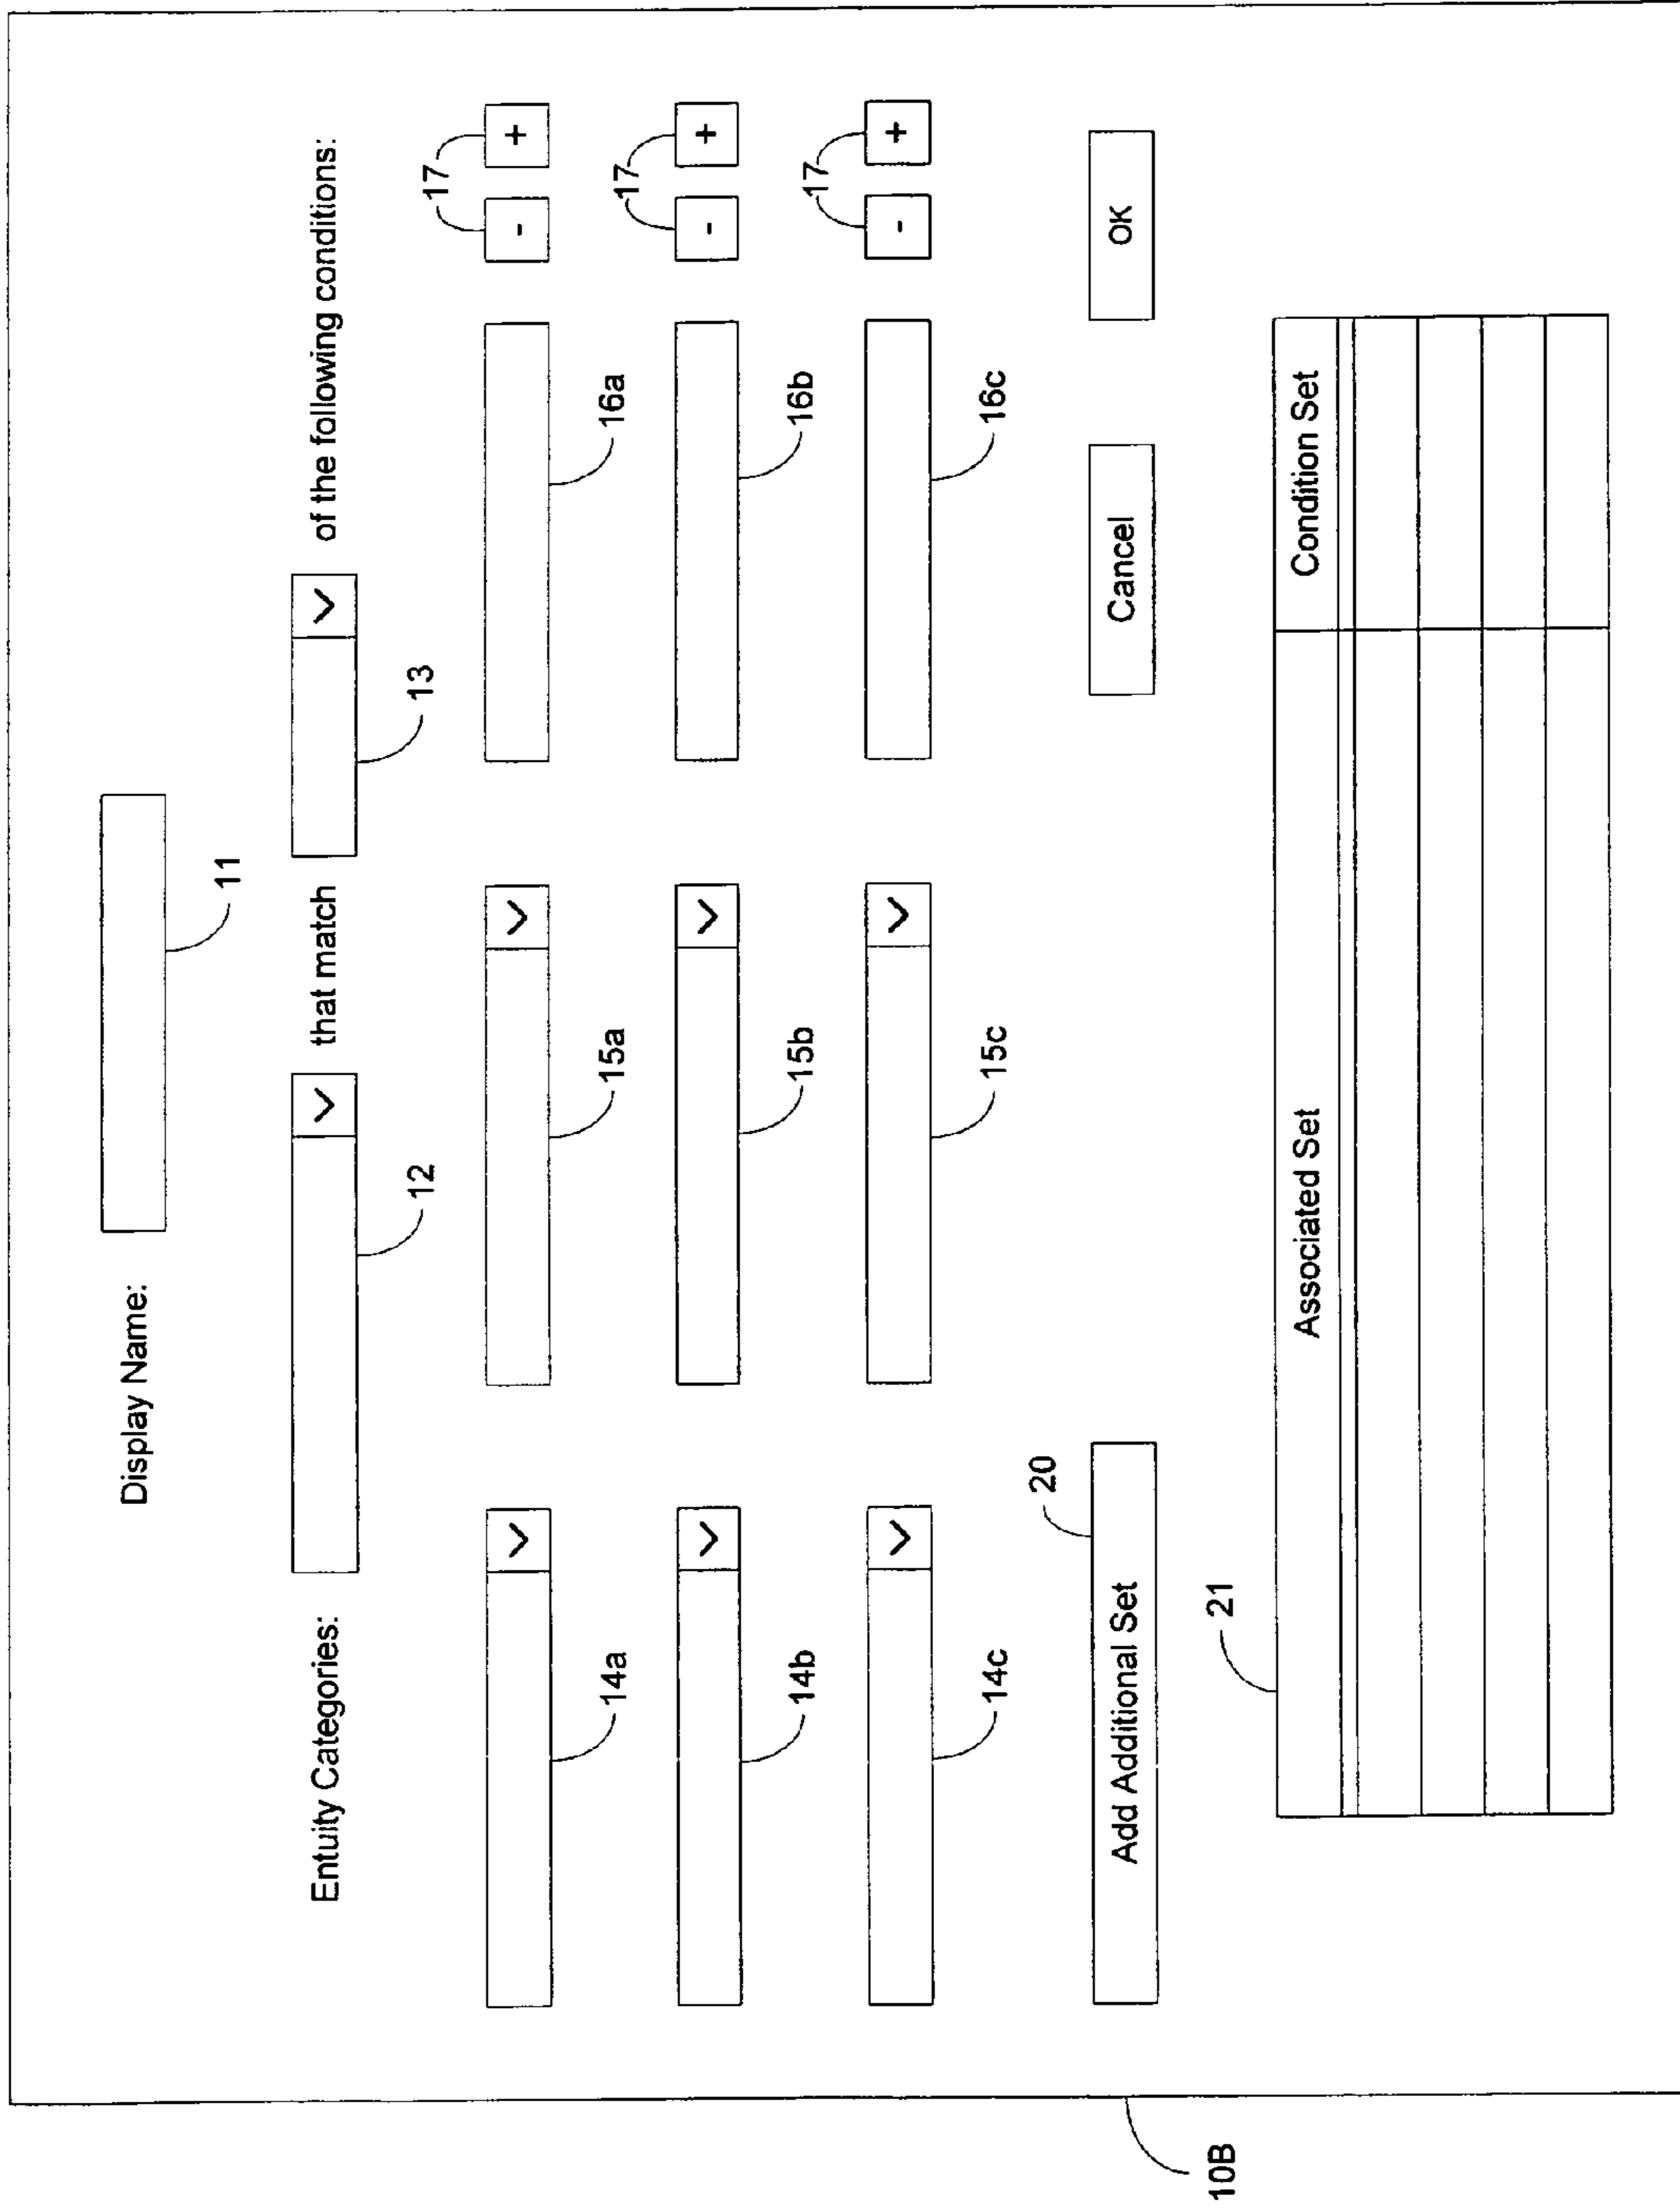 Display Name:
11
Entuity Categories:
that match
of the following conditions:
12
13
17
- +
14a
15a
16a
17
- +
14b
15b
16b
17
- +
14c
15c
16c
20
Add Additional Set
Cancel
OK
21
Associated Set
Condition Set
10B